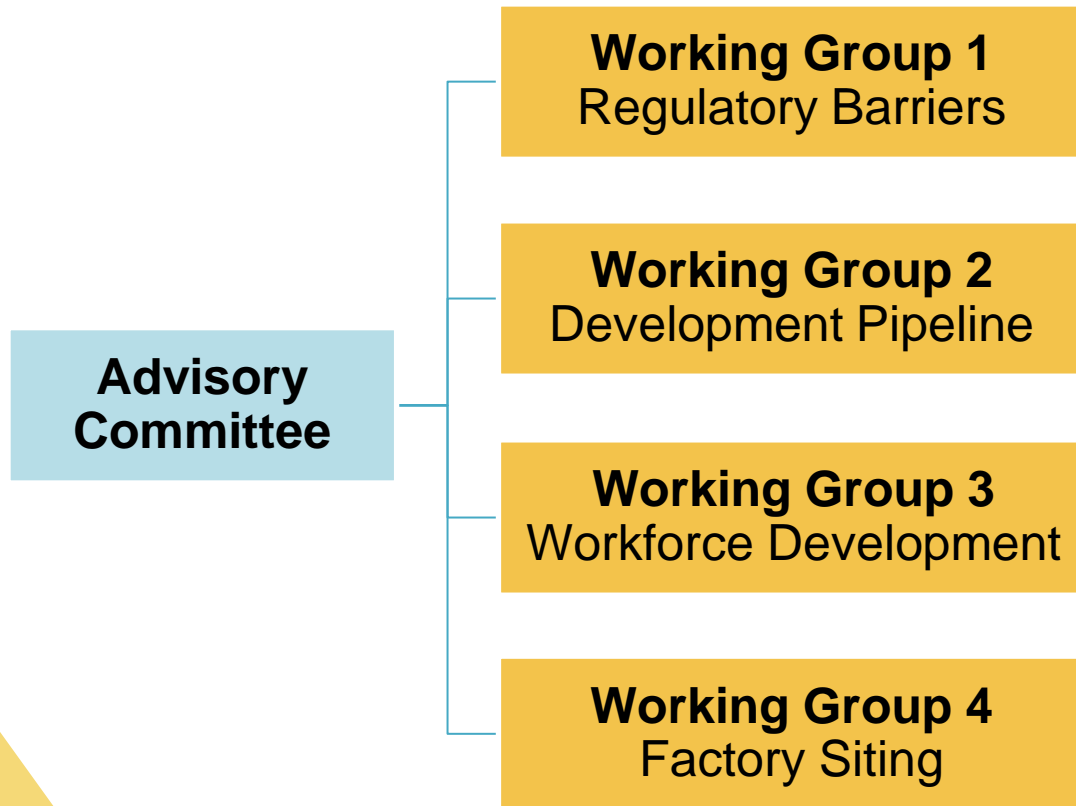 Working Group 1
Regulatory Barriers
Working Group 2
Development Pipeline
Advisory
Committee
Working Group 3
Workforce Development
Working Group 4
Factory Siting